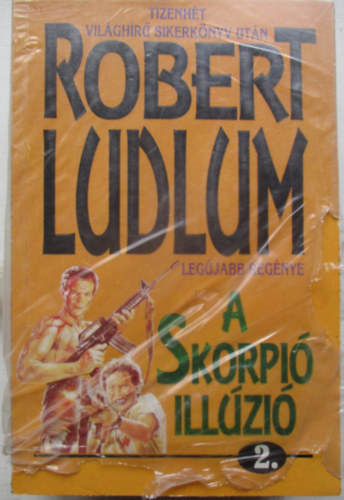 TIZENHÉT
VILÁGHÍRŰ SIKERKÖNYV UTÁN
ROBERT
LUDLUM
LEGÚJABB REGÉNYE
A
SKORPIÓ
ILLÚZIÓ
2.